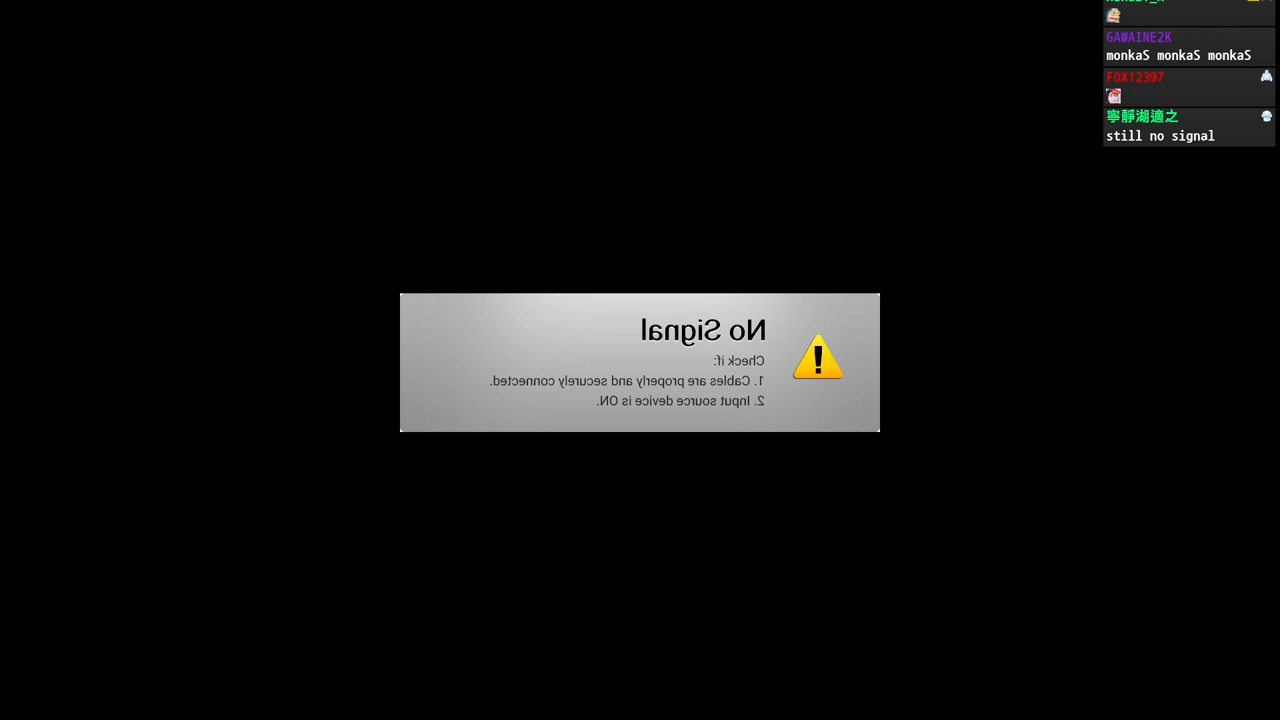 GAWAINE2K
monkaS monkaS monkaS
FOX12397
寧靜湖適之
still no signal
No Signal
Check if:
1. Cables are properly and securely connected.
2. Input source device is ON.